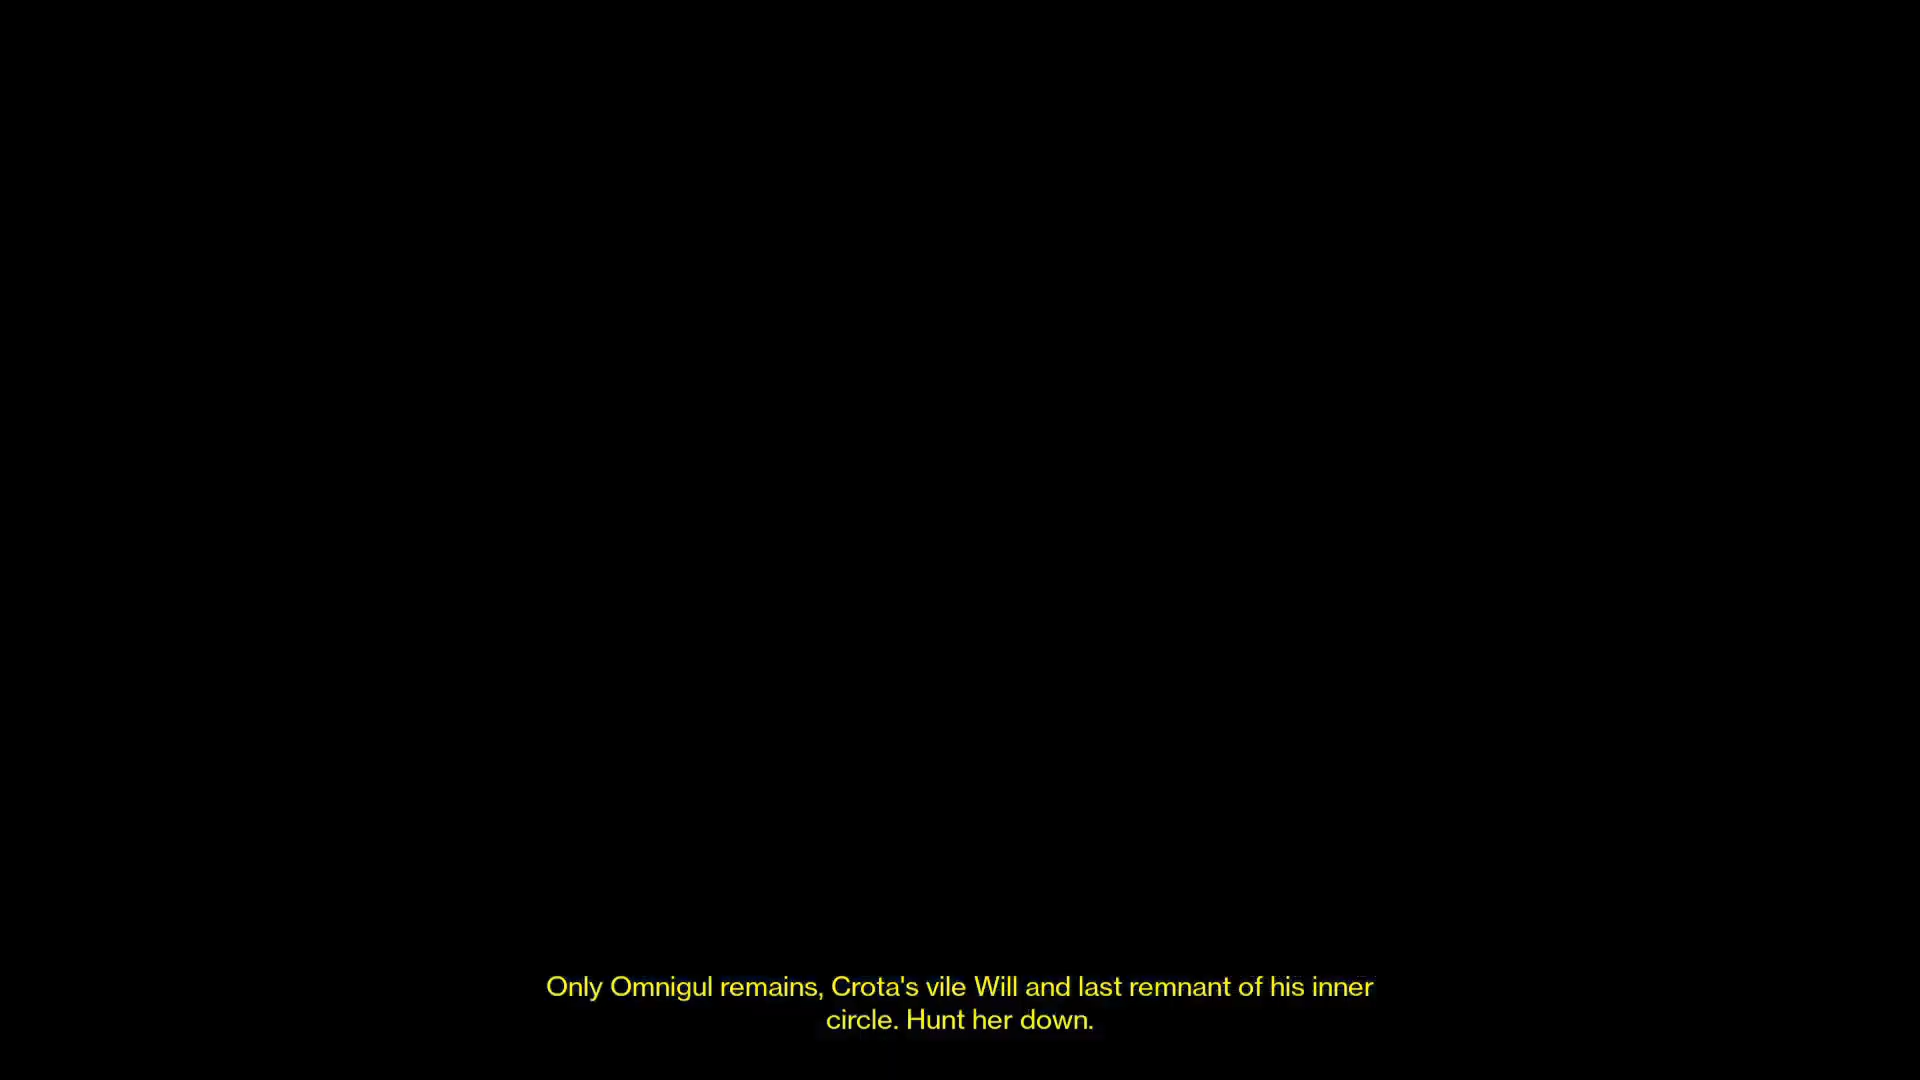 Only Omnigul remains, Crota's vile Will and last remnant of his inner
circle. Hunt her down.